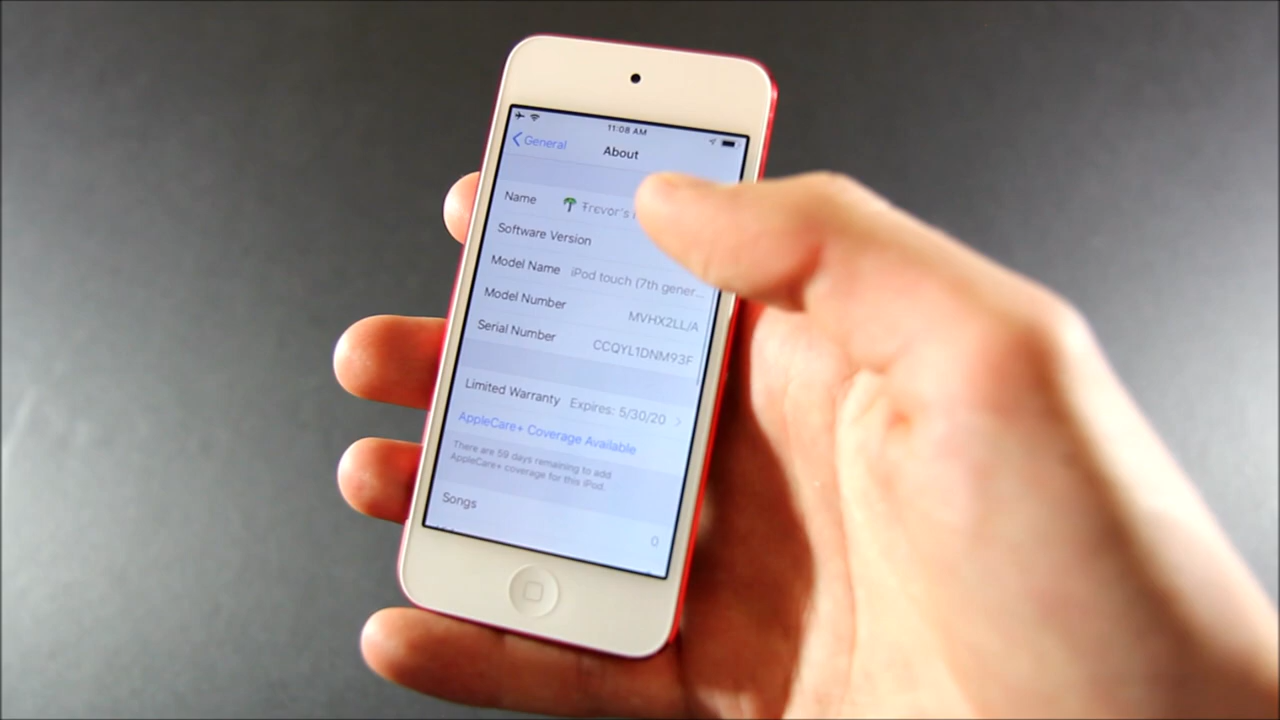 11:08 AM
General
About
Name 🌴 Trevor's
Software Version
Model Name iPod touch (7th gener...
Model Number MVHX2LL/A
Serial Number CCQYL1DNM93F
Limited Warranty Expires: 5/30/20
AppleCare+ Coverage Available
There are 59 days remaining to add
AppleCare+ coverage for this iPod.
Songs 0